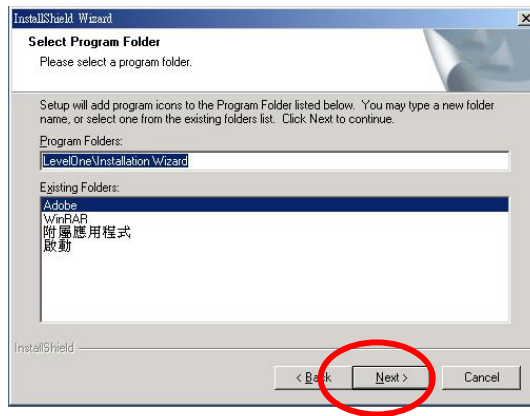 InstallShield Wizard
Select Program Folder
Please select a program folder.
Setup will add program icons to the Program Folder listed below. You may type a new folder
name, or select one from the existing folders list. Click Next to continue.
Program Folders:
LevelOne\Installation Wizard
Existing Folders:
Adobe
WinRAR
附屬應用程式
啟動
InstallShield
< Back Next > Cancel